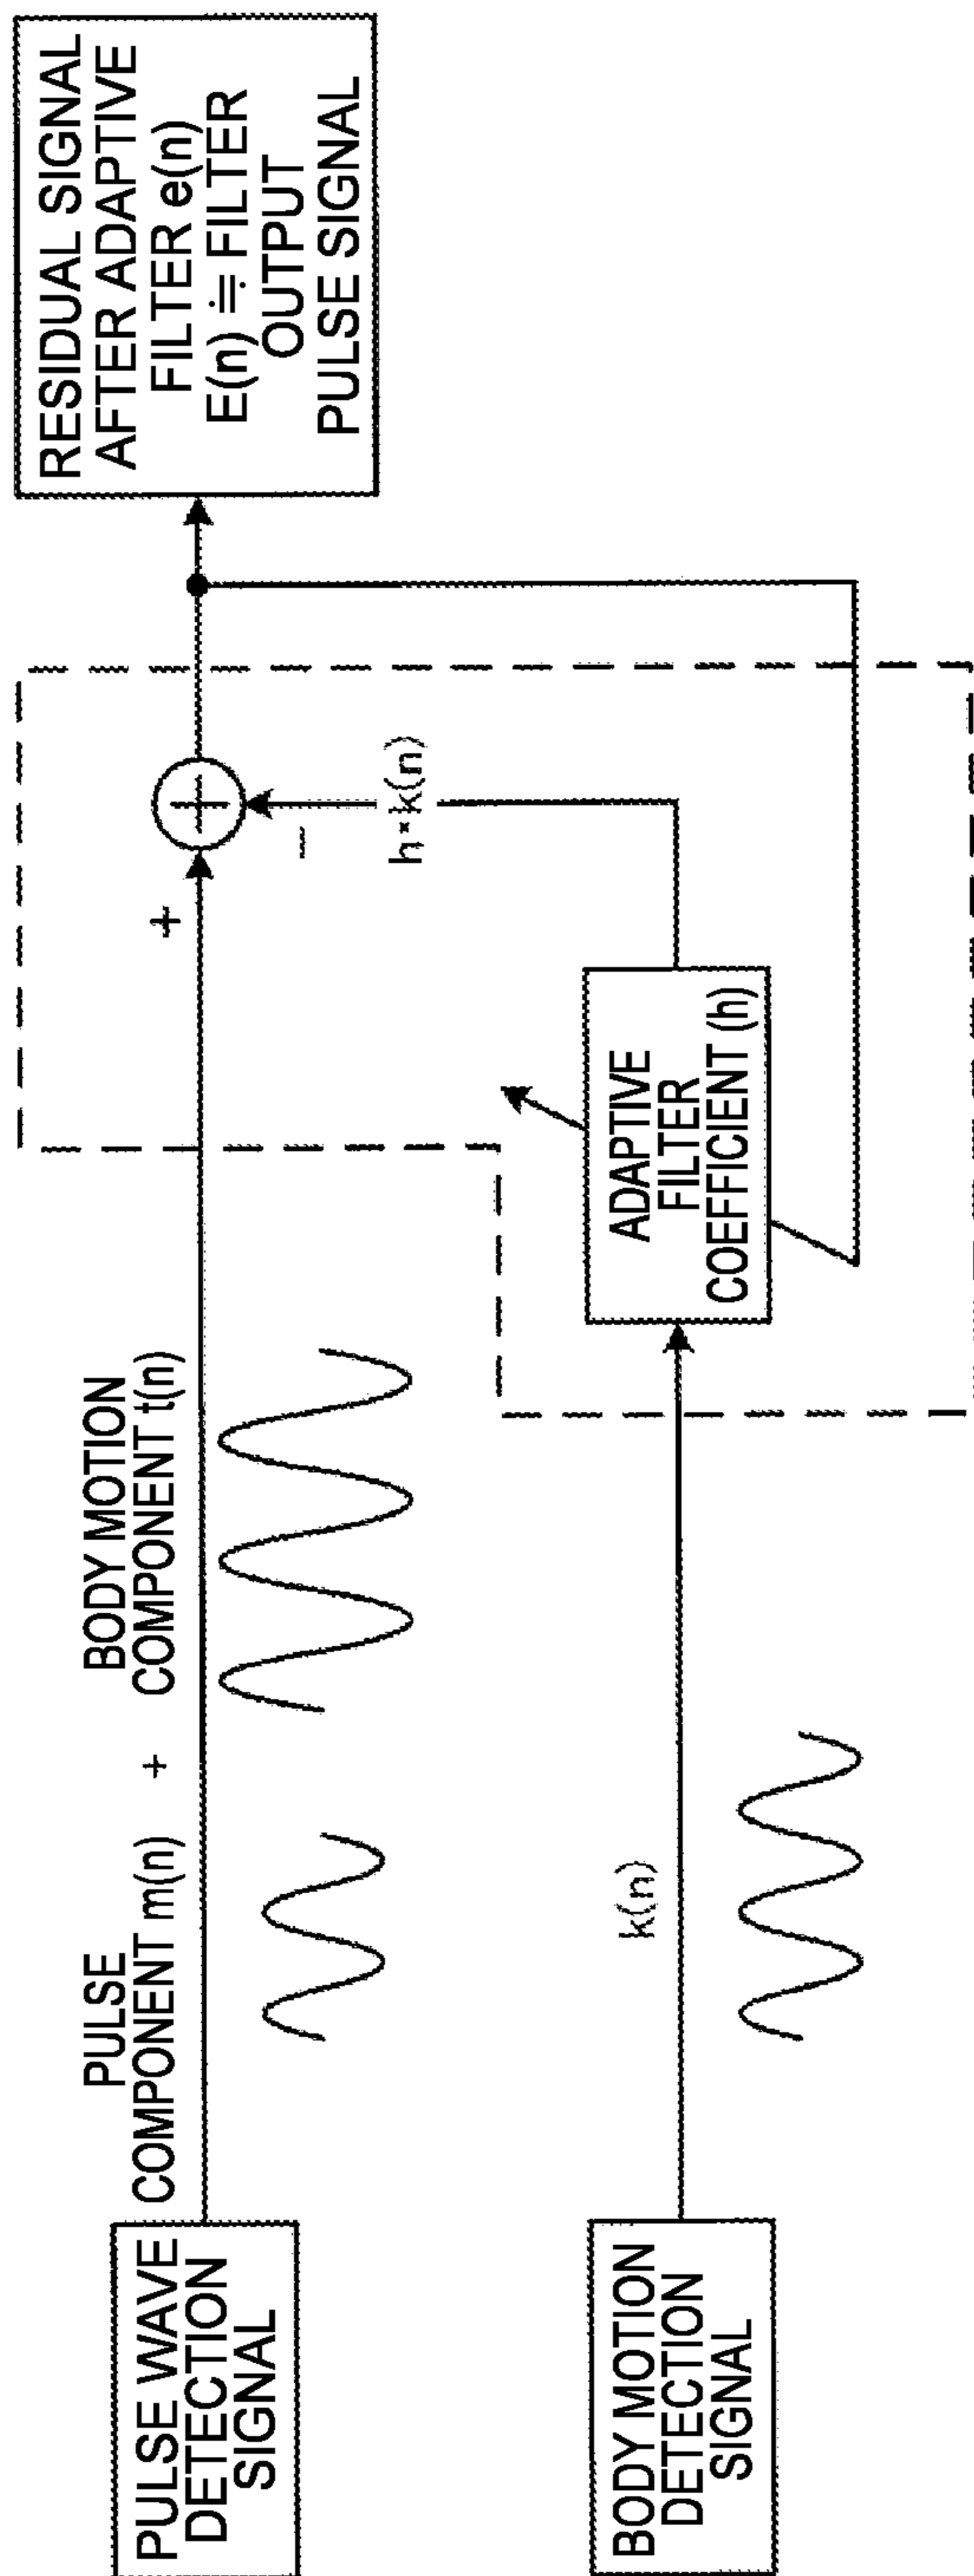 PULSE WAVE
DETECTION
SIGNAL
PULSE
COMPONENT m(n)
+
BODY MOTION
COMPONENT t(n)
+
−
h*k(n)
RESIDUAL SIGNAL
AFTER ADAPTIVE
FILTER e(n)
E(n) ≒ FILTER
OUTPUT
PULSE SIGNAL
BODY MOTION
DETECTION
SIGNAL
k(n)
ADAPTIVE
FILTER
COEFFICIENT (h)